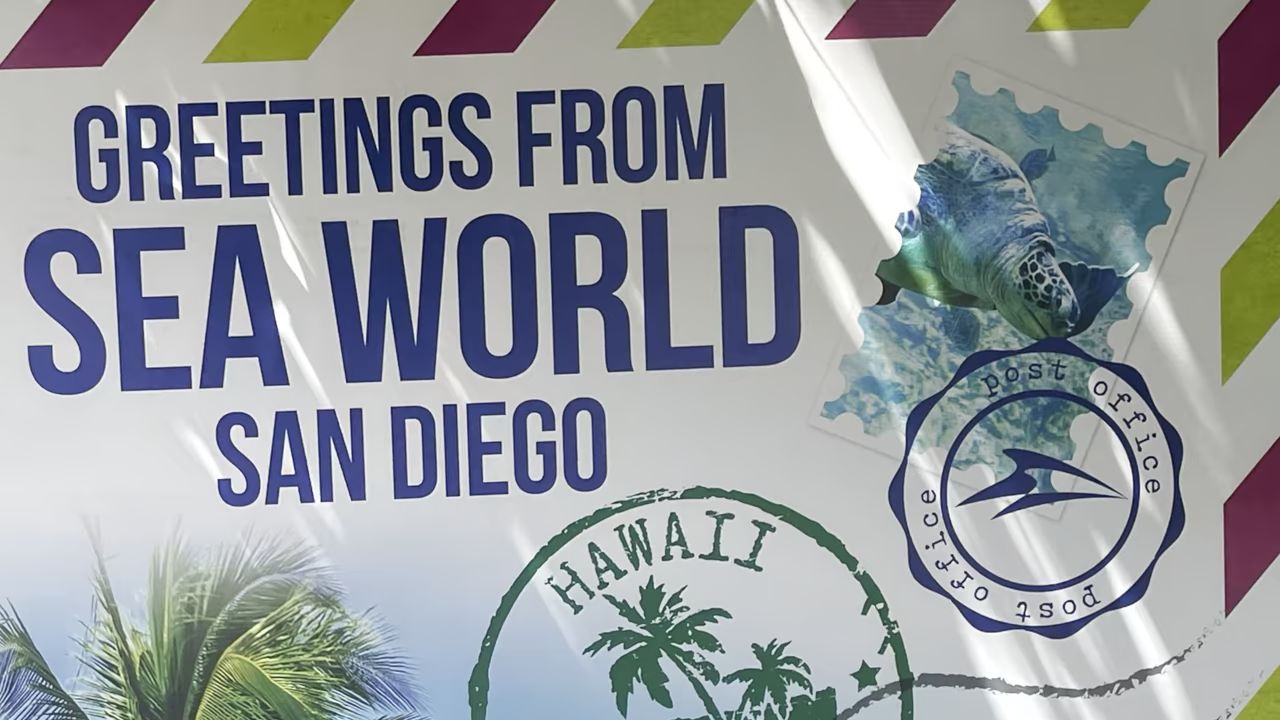 GREETINGS FROM
SEA WORLD
SAN DIEGO
post office
post office
HAWAII